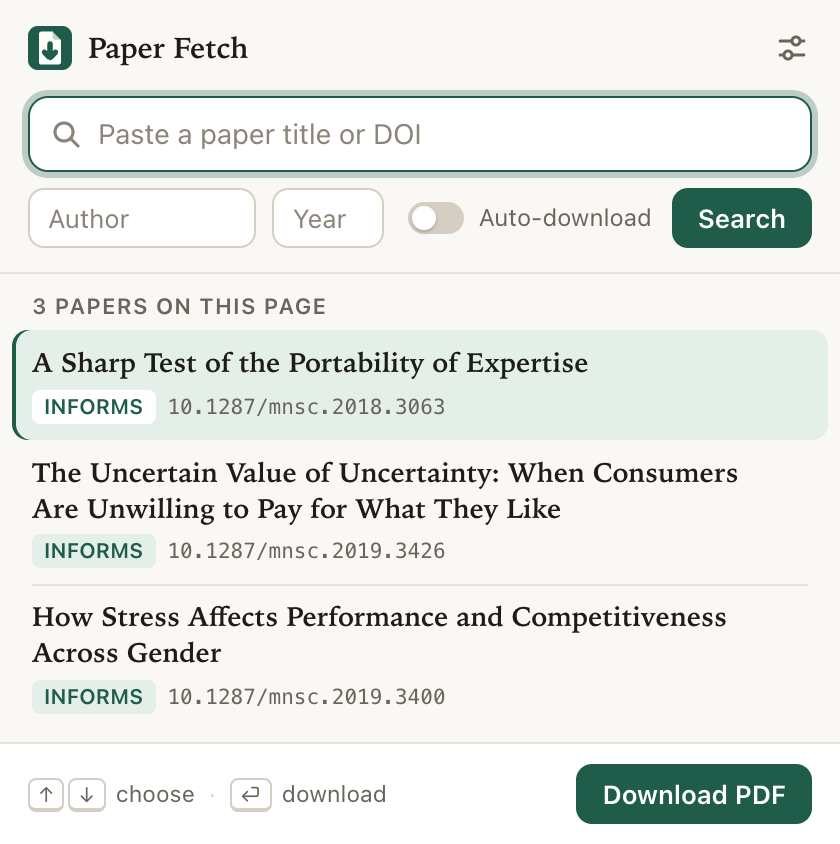 Paper Fetch
Paste a paper title or DOI
Author
Year
Auto-download
Search
3 PAPERS ON THIS PAGE
A Sharp Test of the Portability of Expertise
INFORMS 10.1287/mnsc.2018.3063
The Uncertain Value of Uncertainty: When Consumers
Are Unwilling to Pay for What They Like
INFORMS 10.1287/mnsc.2019.3426
How Stress Affects Performance and Competitiveness
Across Gender
INFORMS 10.1287/mnsc.2019.3400
↑ ↓ choose · ↵ download
Download PDF